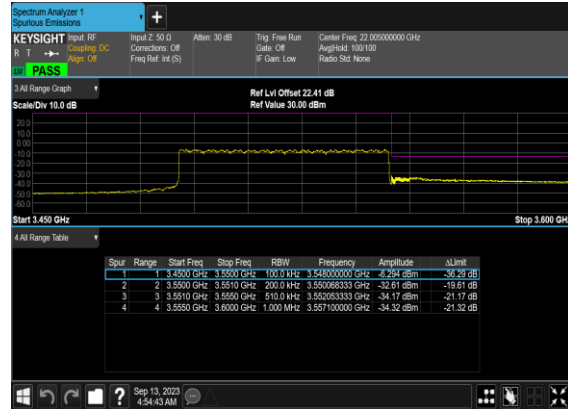 Spectrum Analyzer 1
Spurious Emissions
KEYSIGHT Input: RF Input Z: 50 Ω Atten: 30 dB Trig: Free Run Center Freq: 22.005000000 GHz
R T Coupling: DC Corrections: Off Gate: Off Avg|Hold: 100/100
Align: Off Freq Ref: Int (S) IF Gain: Low Radio Std: None
PASS
3 All Range Graph
Ref Lvl Offset 22.41 dB
Scale/Div 10.0 dB Ref Value 30.00 dBm
20.0
10.0
0.00
-10.0
-20.0
-30.0
-40.0
-50.0
-60.0
Start 3.450 GHz Stop 3.600 GH
4 All Range Table
Spur Range Start Freq Stop Freq RBW Frequency Amplitude ΔLimit
1 1 3.4500 GHz 3.5500 GHz 100.0 kHz 3.548000000 GHz -6.294 dBm -36.29 dB
2 2 3.5500 GHz 3.5510 GHz 200.0 kHz 3.550068333 GHz -32.61 dBm -19.61 dB
3 3 3.5510 GHz 3.5550 GHz 510.0 kHz 3.552053333 GHz -34.17 dBm -21.17 dB
4 4 3.5550 GHz 3.6000 GHz 1.000 MHz 3.557100000 GHz -34.32 dBm -21.32 dB
? Sep 13, 2023
4:54:43 AM